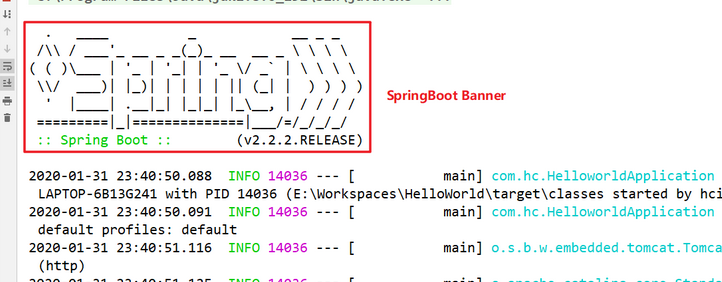 .   ____          _            __ _ _
 /\\ / ___'_ __ _ _(_)_ __  __ _ \ \ \ \
( ( )\___ | '_ | '_| | '_ \/ _` | \ \ \ \
 \\/  ___)| |_)| | | | | || (_| |  ) ) ) )
  '  |____| .__|_| |_|_| |_\__, | / / / /
 =========|_|==============|___/=/_/_/_/
 :: Spring Boot ::        (v2.2.2.RELEASE)
SpringBoot Banner
2020-01-31 23:40:50.088  INFO 14036 --- [           main] com.hc.HelloworldApplication
LAPTOP-6B13G241 with PID 14036 (E:\Workspaces\HelloWorld\target\classes started by hci
2020-01-31 23:40:50.091  INFO 14036 --- [           main] com.hc.HelloworldApplication
default profiles: default
2020-01-31 23:40:51.116  INFO 14036 --- [           main] o.s.b.w.embedded.tomcat.Tomca
(http)